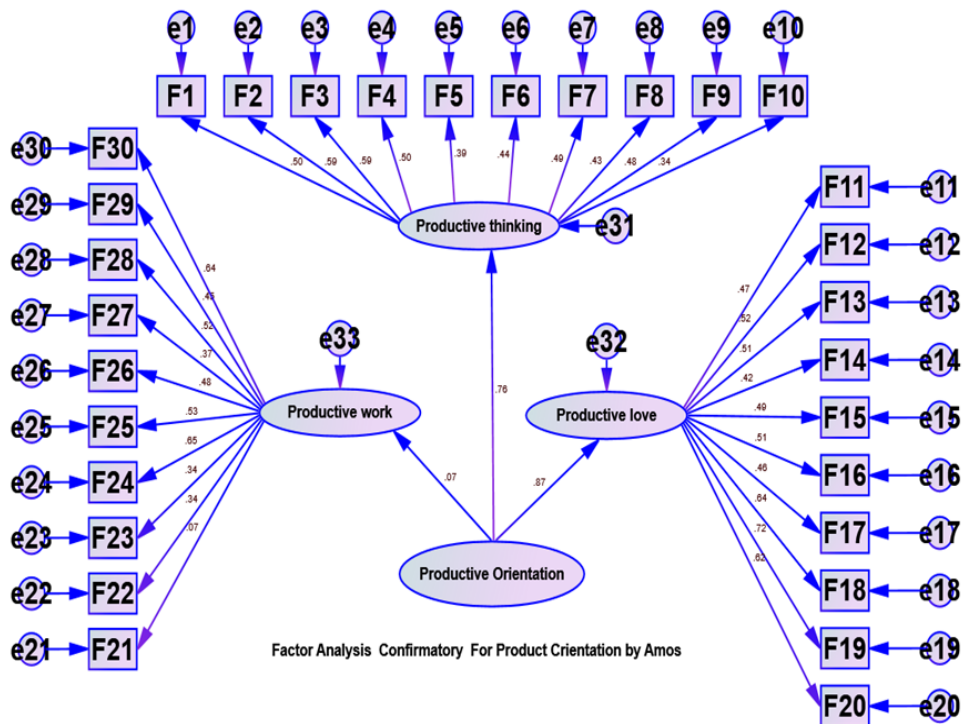 e1 e2 e3 e4 e5 e6 e7 e8 e9 e10
F1 F2 F3 F4 F5 F6 F7 F8 F9 F10
.50 .59 .59 .50 .39 .44 .49 .43 .48 .34
Productive thinking
e31
e30 F30
e29 F29
e28 F28
e27 F27
e26 F26
e25 F25
e24 F24
e23 F23
e22 F22
e21 F21
.64
.45
.52
.37
.48
.53
.65
.34
.34
.07
e33
Productive work
F11 e11
F12 e12
F13 e13
F14 e14
F15 e15
F16 e16
F17 e17
F18 e18
F19 e19
F20 e20
.47
.52
.51
.42
.49
.51
.46
.64
.72
.62
e32
Productive love
.76
.07
.87
Productive Orientation
Factor Analysis Confirmatory For Product Crientation by Amos